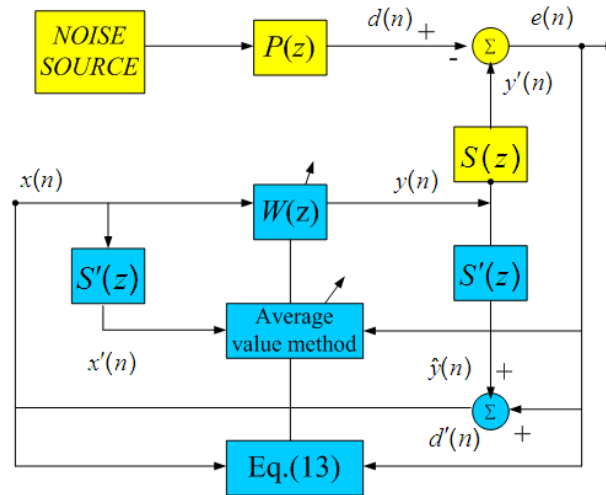 NOISE
SOURCE
P(z)
d(n)
+
-
Σ
e(n)
y'(n)
S(z)
x(n)
W(z)
y(n)
S'(z)
S'(z)
Average
value method
x'(n)
ŷ(n)
+
Σ
d'(n)
+
Eq.(13)